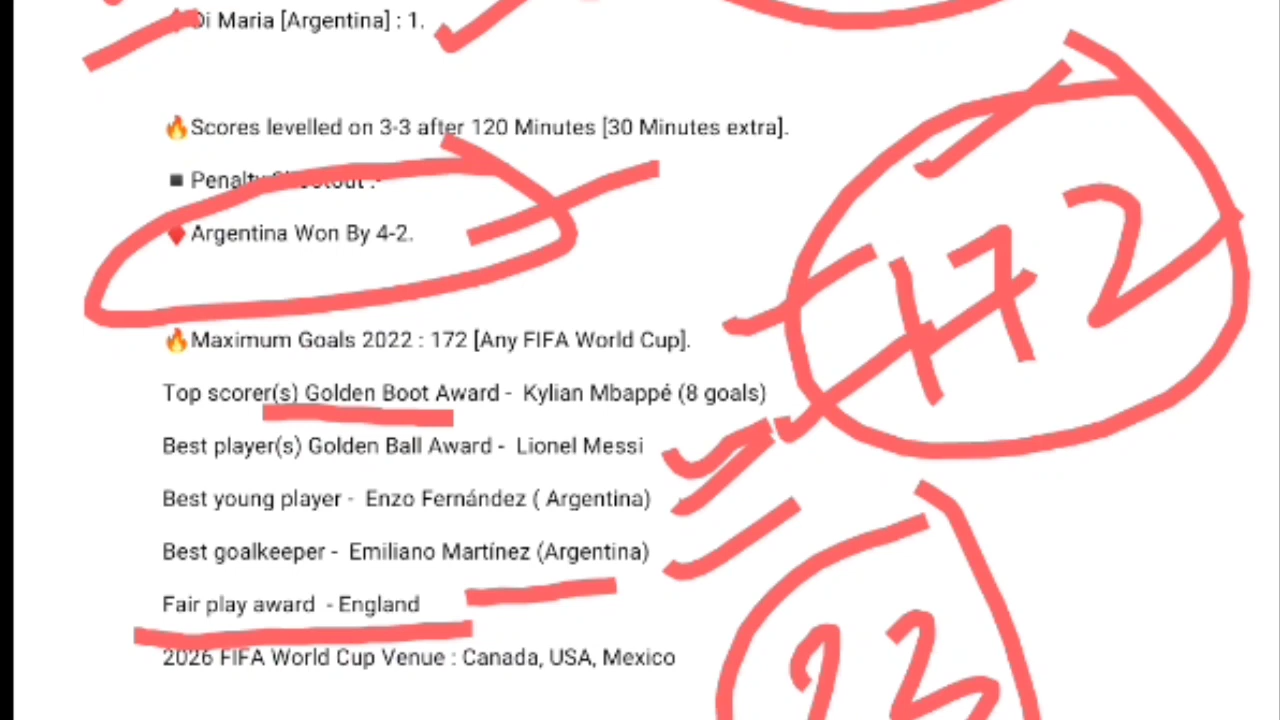 Di Maria [Argentina] : 1.
🔥Scores levelled on 3-3 after 120 Minutes [30 Minutes extra].
▪Penalty Shootout :-
♦Argentina Won By 4-2.
172
🔥Maximum Goals 2022 : 172 [Any FIFA World Cup].
Top scorer(s) Golden Boot Award - Kylian Mbappé (8 goals)
Best player(s) Golden Ball Award - Lionel Messi
Best young player - Enzo Fernández ( Argentina)
Best goalkeeper - Emiliano Martínez (Argentina)
Fair play award - England
2026 FIFA World Cup Venue : Canada, USA, Mexico